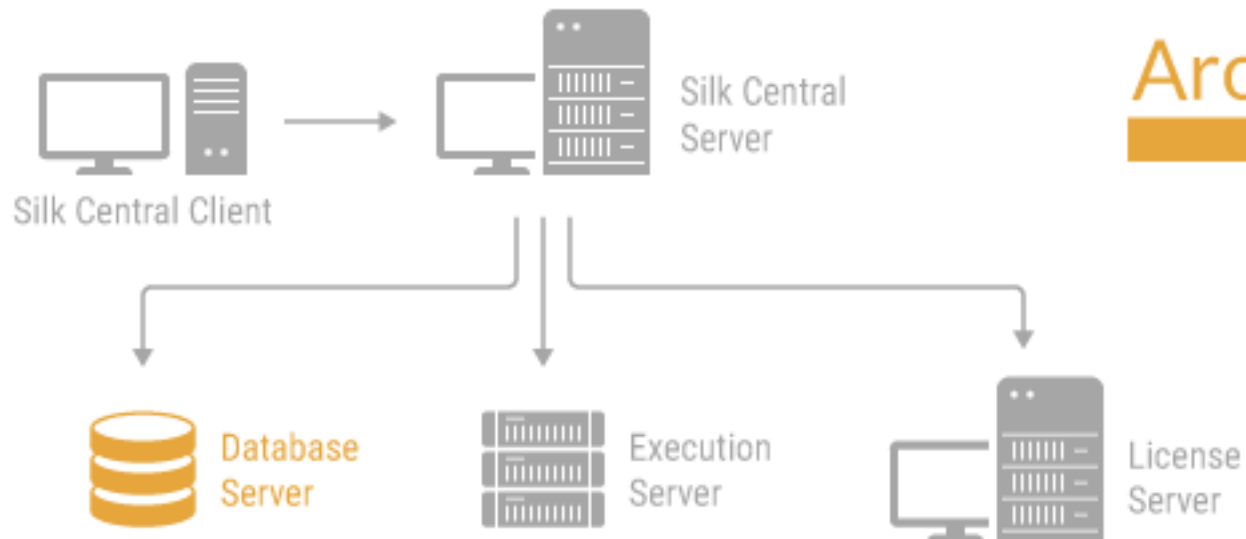 Silk Central
Server
Silk Central Client
Database
Server
Execution
Server
License
Server